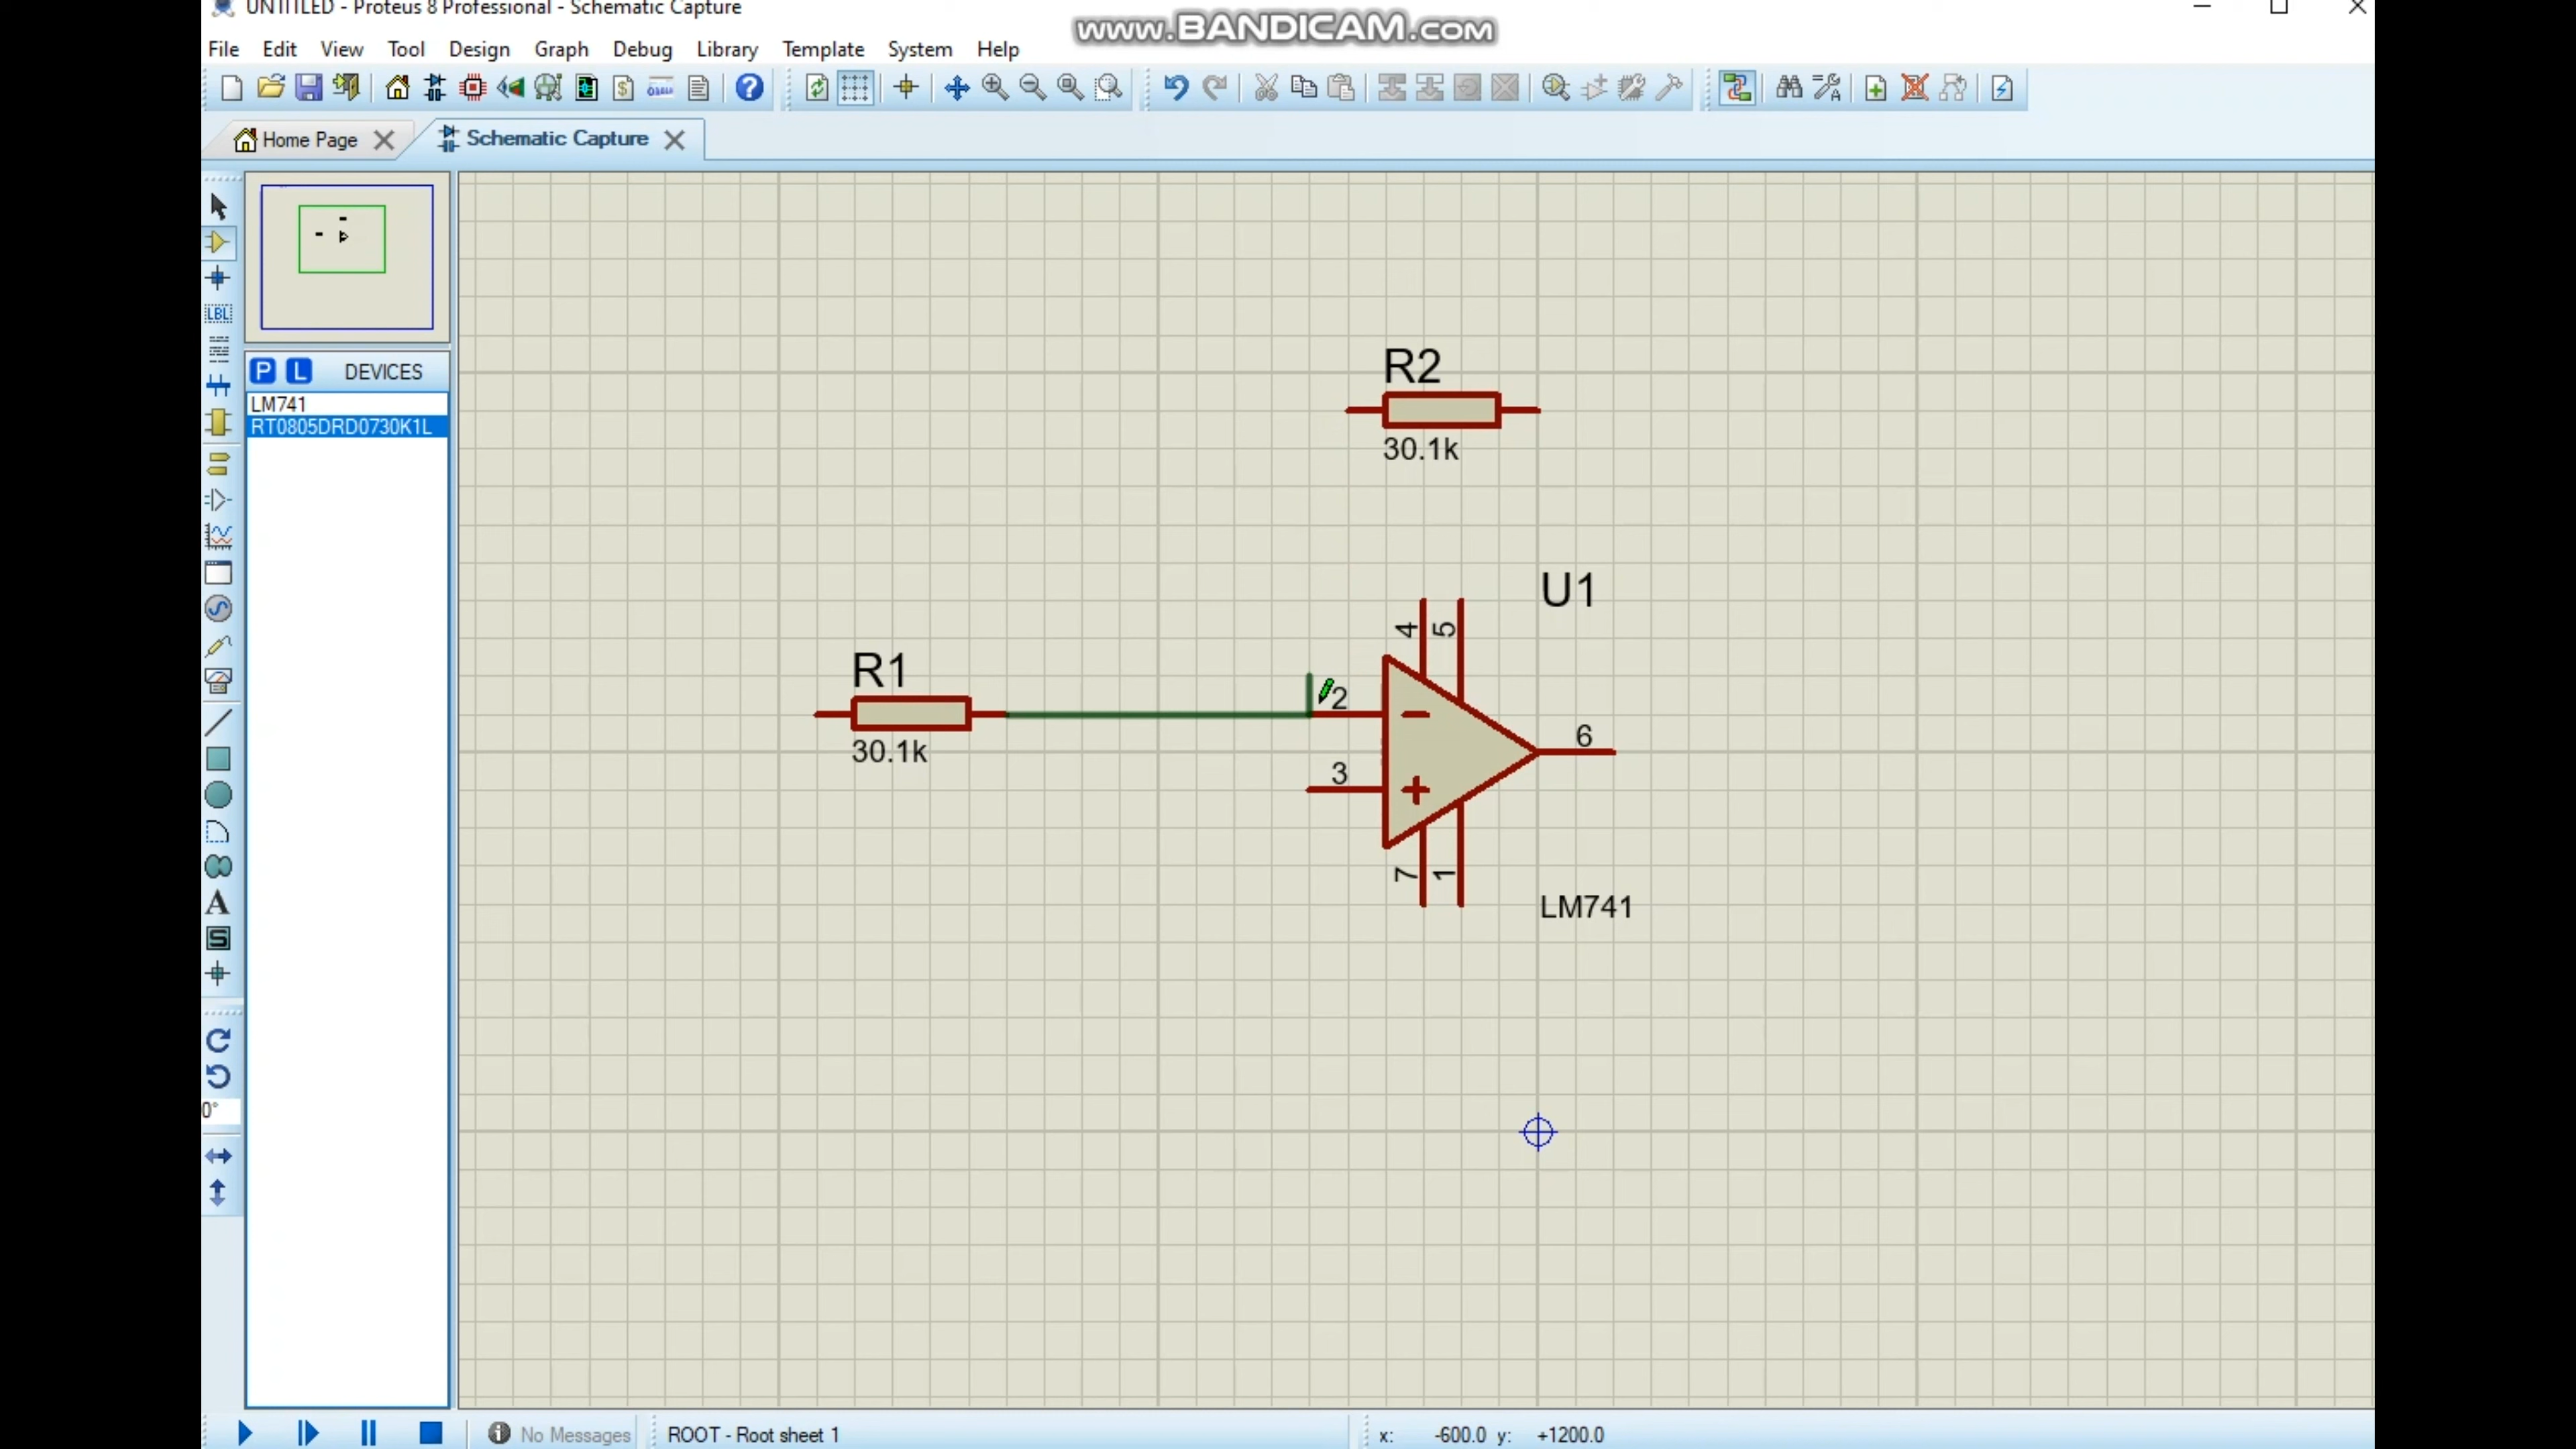 UNTITLED - Proteus 8 Professional - Schematic Capture
www.BANDICAM.com
File Edit View Tool Design Graph Debug Library Template System Help
Home Page Schematic Capture
LBL
P L DEVICES
LM741
RT0805DRD0730K1L
R2
30.1k
U1
4 5
R1
30.1k
2
6
3
7 1
LM741
A
S
0°
No Messages ROOT - Root sheet 1 x: -600.0 y: +1200.0